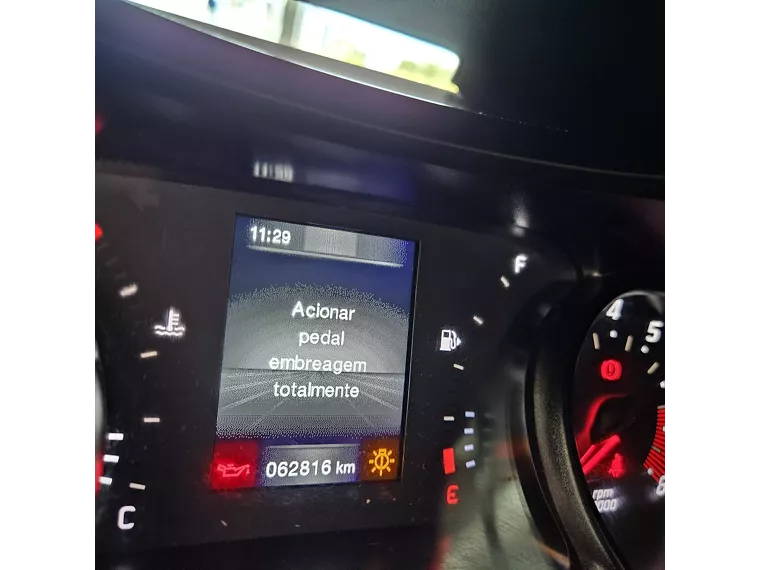 11:29
F
4
5
Acionar
pedal
embreagem
totalmente
062816 km
E
6
rpm
C